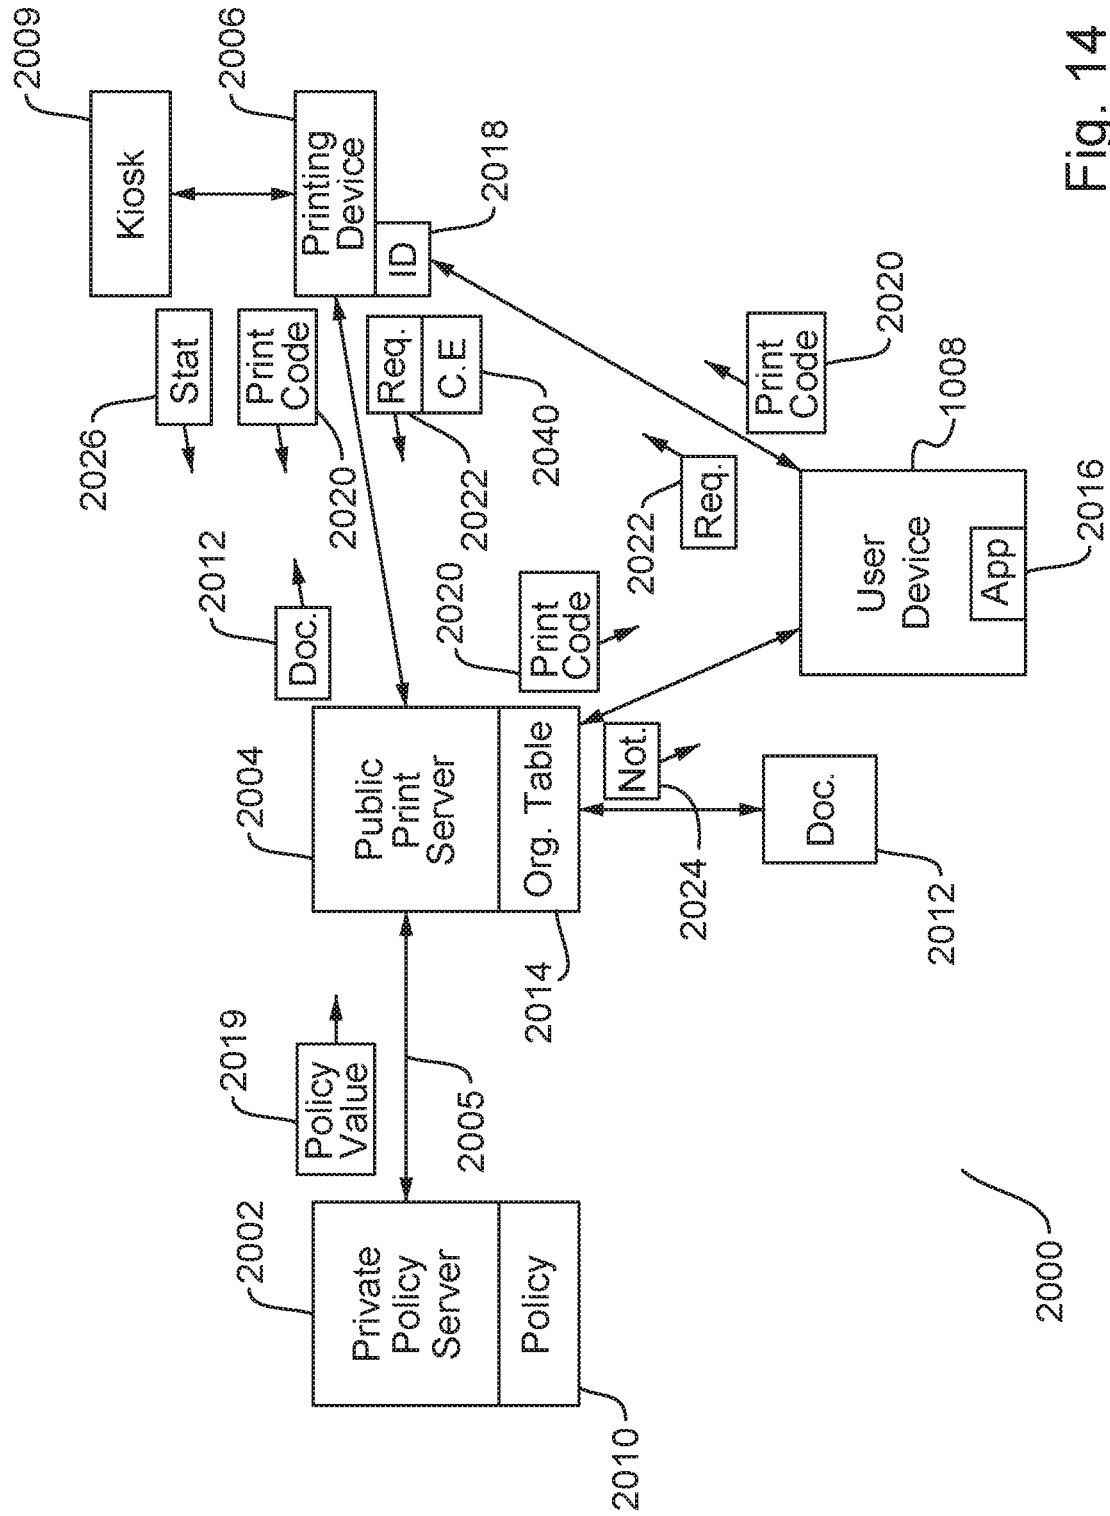 2009
Kiosk
2006
Printing
Device
ID
2018
2026
Stat
Print
Code
2020
Req.
C.E
2022
2040
2012
Doc.
2020
Print
Code
2022
Req.
Print
Code
2020
1008
User
Device
App
2016
2004
Public
Print
Server
Org. Table
2014
Not.
2024
Doc.
2012
2019
Policy
Value
2005
2002
Private
Policy
Server
Policy
2010
2000
Fig. 14